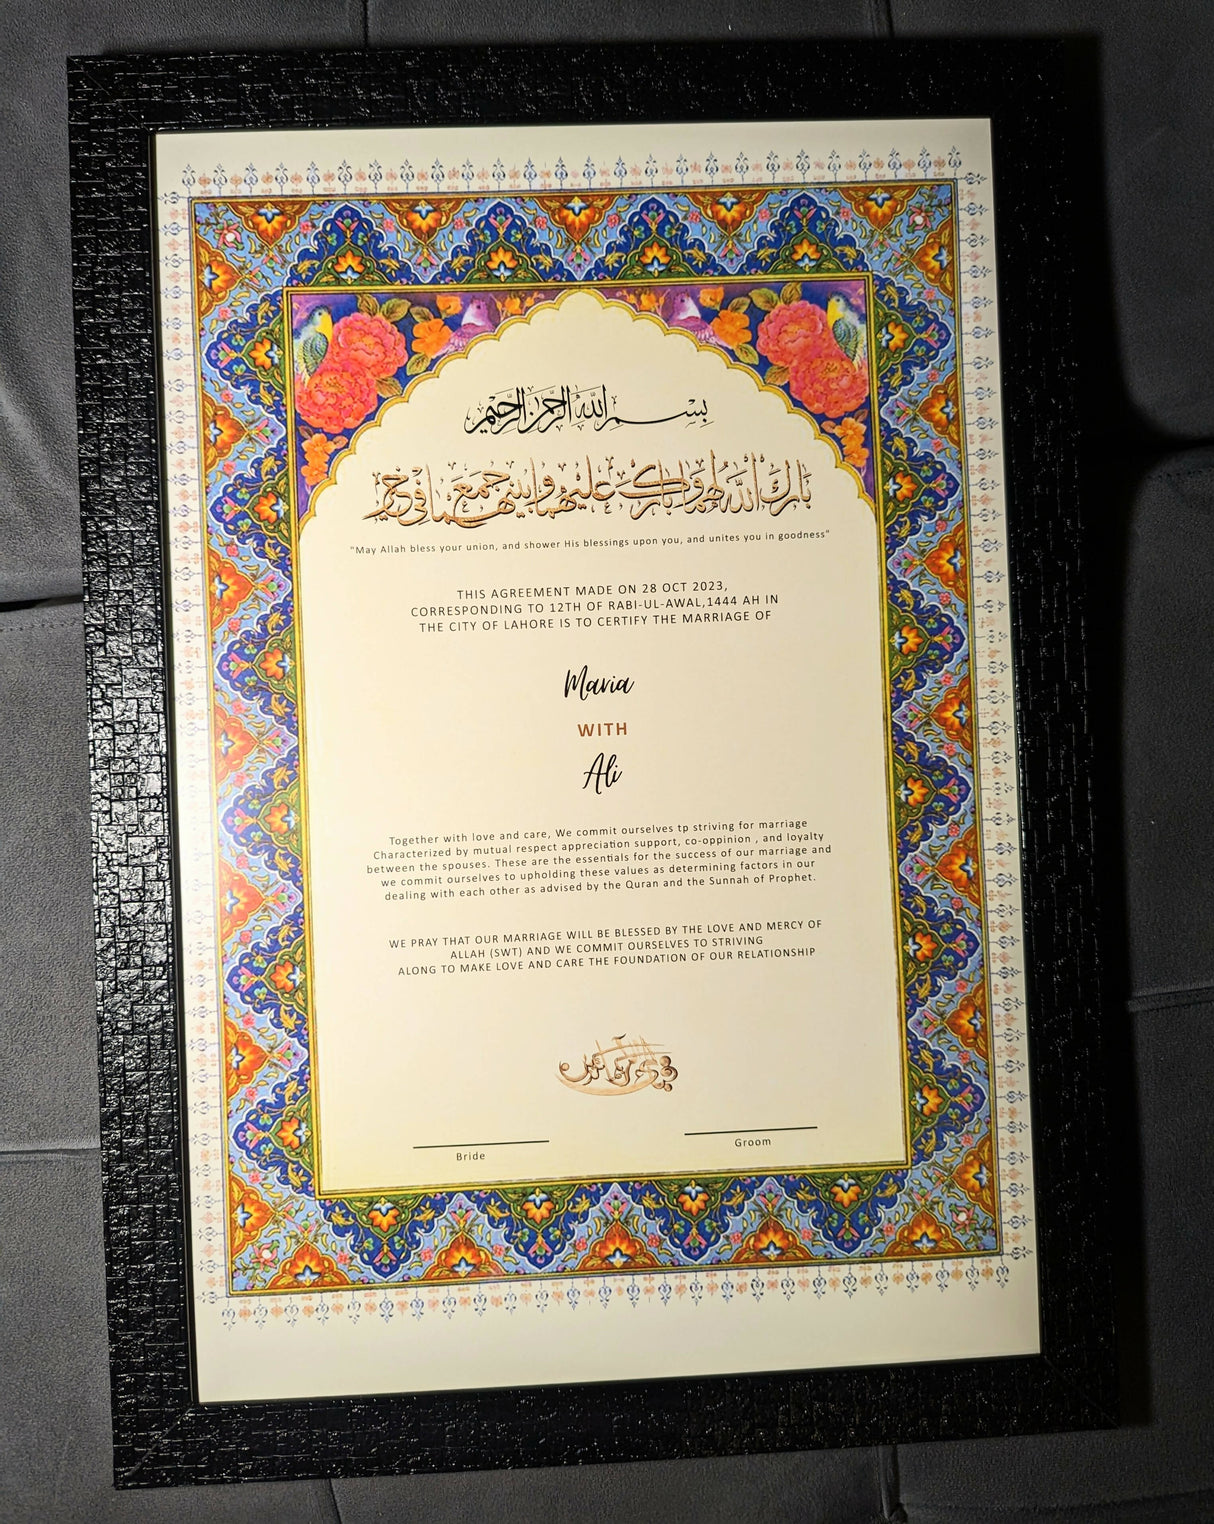 بسم الله الرحمن الرحيم
بارك الله لهما وبارك عليهما وجمع بينهما في خير
"May Allah bless your union, and shower His blessings upon you, and unites you in goodness"
THIS AGREEMENT MADE ON 28 OCT 2023,
CORRESPONDING TO 12TH OF RABI-UL-AWAL,1444 AH IN
THE CITY OF LAHORE IS TO CERTIFY THE MARRIAGE OF
Maria
WITH
Ali
Together with love and care, We commit ourselves tp striving for marriage
Characterized by mutual respect appreciation support, co-oppinion , and loyalty
between the spouses. These are the essentials for the success of our marriage and
we commit ourselves to upholding these values as determining factors in our
dealing with each other as advised by the Quran and the Sunnah of Prophet.
WE PRAY THAT OUR MARRIAGE WILL BE BLESSED BY THE LOVE AND MERCY OF
ALLAH (SWT) AND WE COMMIT OURSELVES TO STRIVING
ALONG TO MAKE LOVE AND CARE THE FOUNDATION OF OUR RELATIONSHIP
Bride
Groom